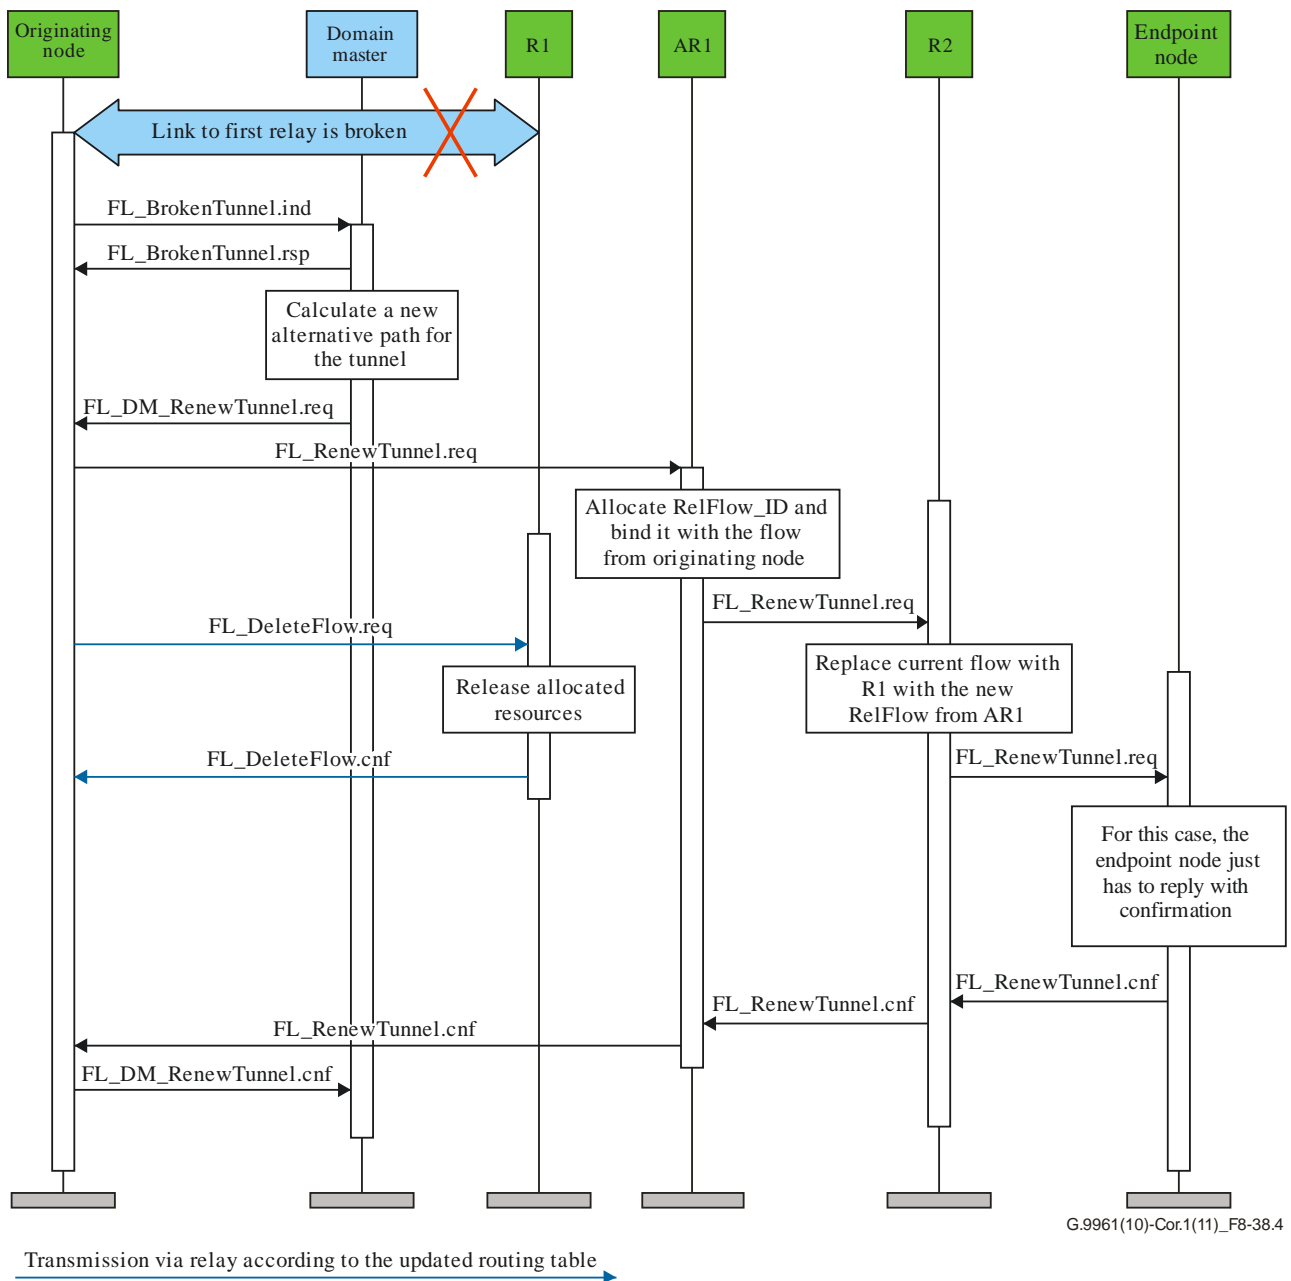 Originating
node
Domain
master
R1
AR1
R2
Endpoint
node
Link to first relay is broken
FL_BrokenTunnel.ind
FL_BrokenTunnel.rsp
Calculate a new
alternative path for
the tunnel
FL_DM_RenewTunnel.req
FL_RenewTunnel.req
Allocate RelFlow_ID and
bind it with the flow
from originating node
FL_RenewTunnel.req
FL_DeleteFlow.req
Replace current flow with
R1 with the new
RelFlow from AR1
Release allocated
resources
FL_DeleteFlow.cnf
FL_RenewTunnel.req
For this case, the
endpoint node just
has to reply with
confirmation
FL_RenewTunnel.cnf
FL_RenewTunnel.cnf
FL_RenewTunnel.cnf
FL_DM_RenewTunnel.cnf
G.9961(10)-Cor.1(11)_F8-38.4
Transmission via relay according to the updated routing table